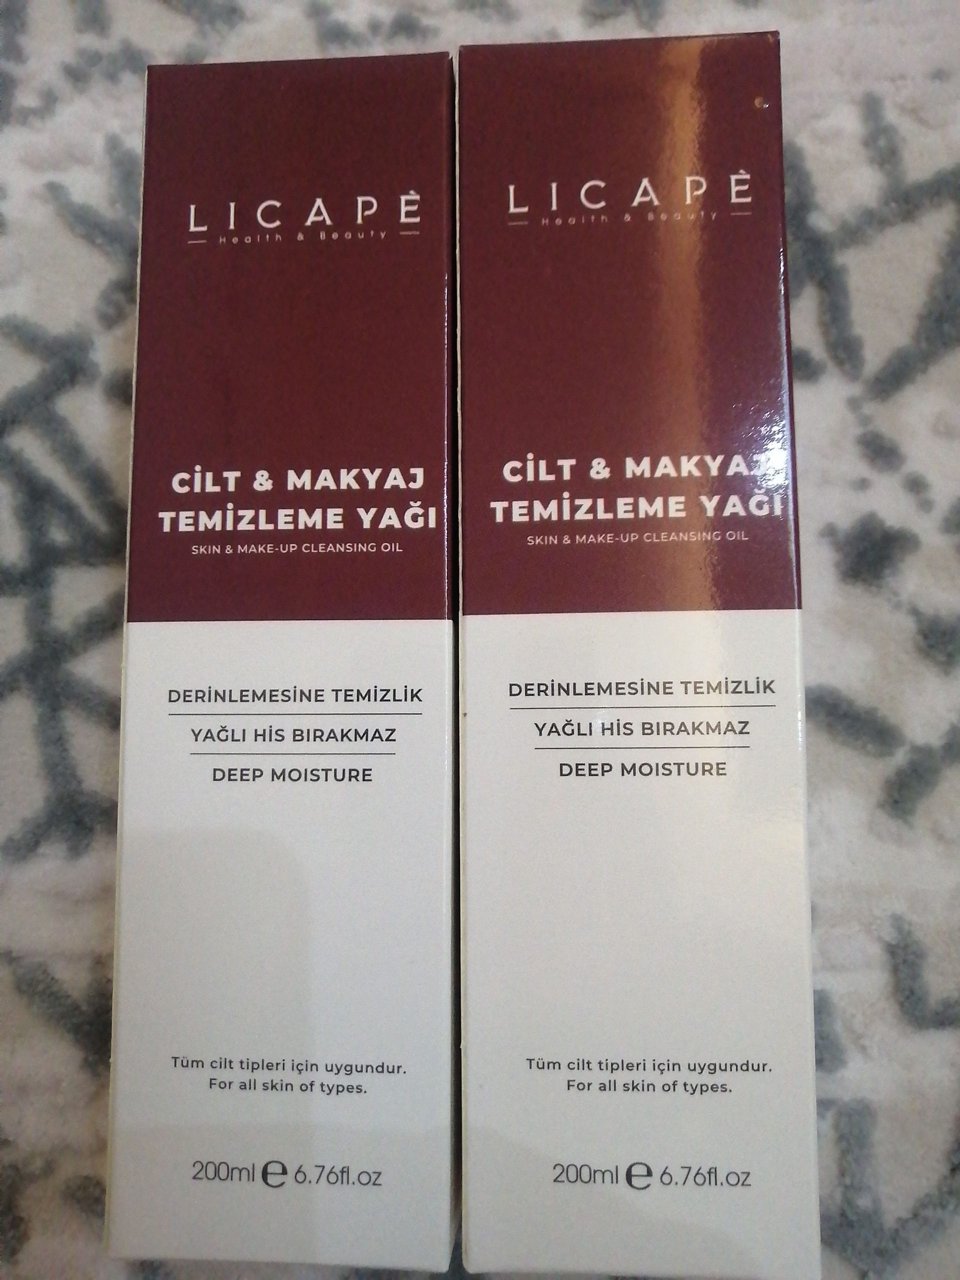 LICAPÈ
Health & Beauty
CİLT & MAKYAJ
TEMİZLEME YAĞI
SKIN & MAKE-UP CLEANSING OIL
DERİNLEMESİNE TEMİZLİK
YAĞLI HİS BIRAKMAZ
DEEP MOISTURE
Tüm cilt tipleri için uygundur.
For all skin of types.
200ml e 6.76fl.oz
LICAPÈ
Health & Beauty
CİLT & MAKYAJ
TEMİZLEME YAĞI
SKIN & MAKE-UP CLEANSING OIL
DERİNLEMESİNE TEMİZLİK
YAĞLI HİS BIRAKMAZ
DEEP MOISTURE
Tüm cilt tipleri için uygundur.
For all skin of types.
200ml e 6.76fl.oz